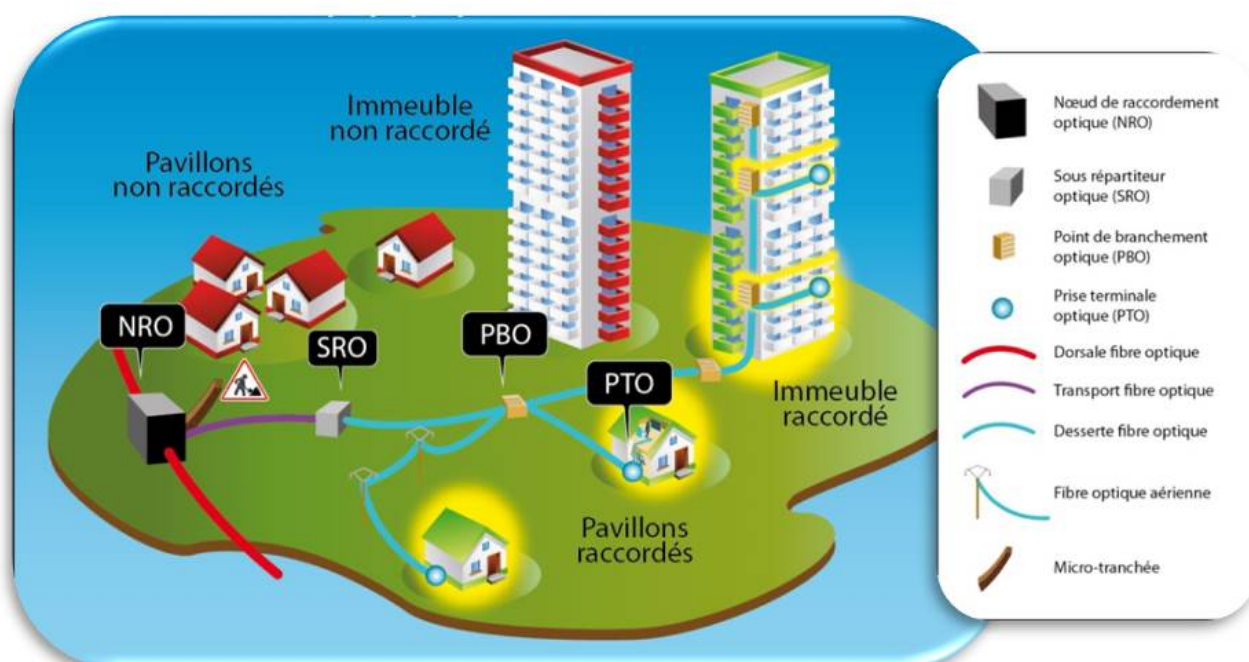 Immeuble
non raccordé
Pavillons
non raccordés
NRO
SRO
PBO
PTO
Immeuble
raccordé
Pavillons
raccordés
Nœud de raccordement
optique (NRO)
Sous répartiteur
optique (SRO)
Point de branchement
optique (PBO)
Prise terminale
optique (PTO)
Dorsale fibre optique
Transport fibre optique
Desserte fibre optique
Fibre optique aérienne
Micro-tranchée